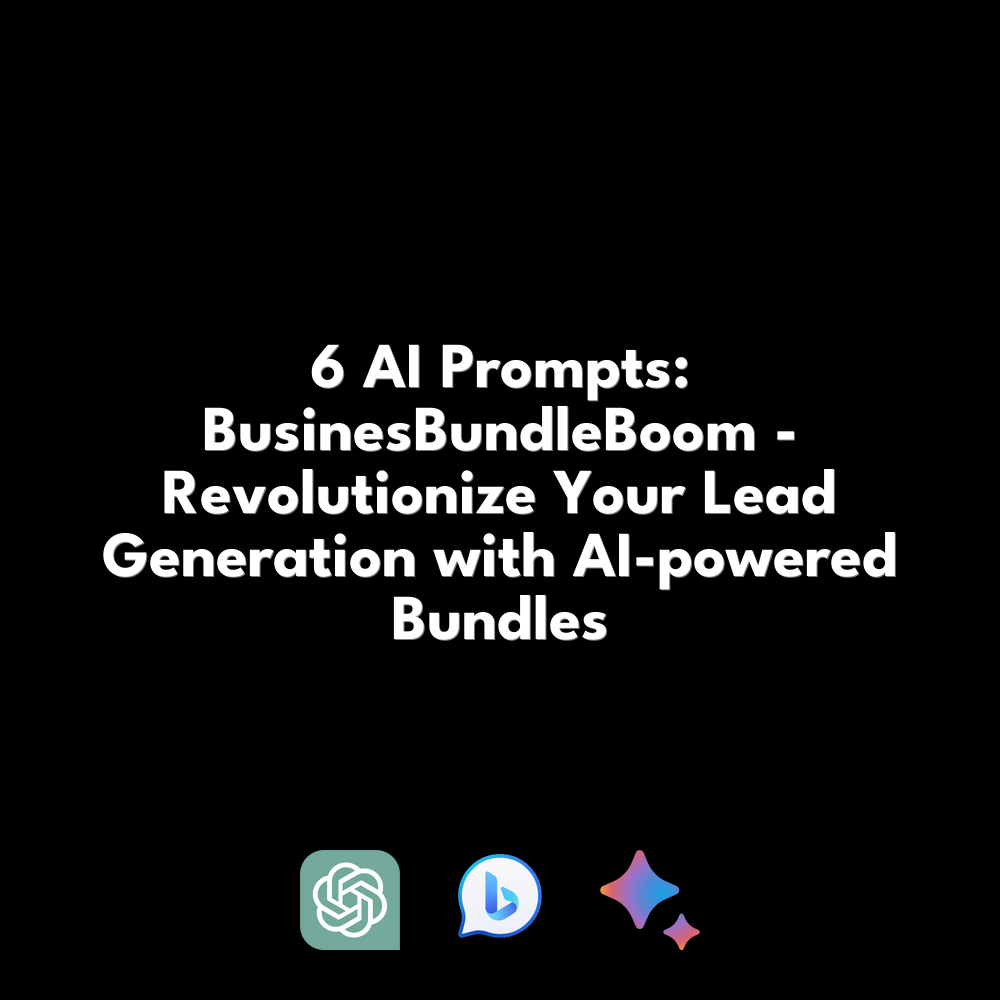 6 AI Prompts:
BusinesBundleBoom -
Revolutionize Your Lead
Generation with AI-powered
Bundles